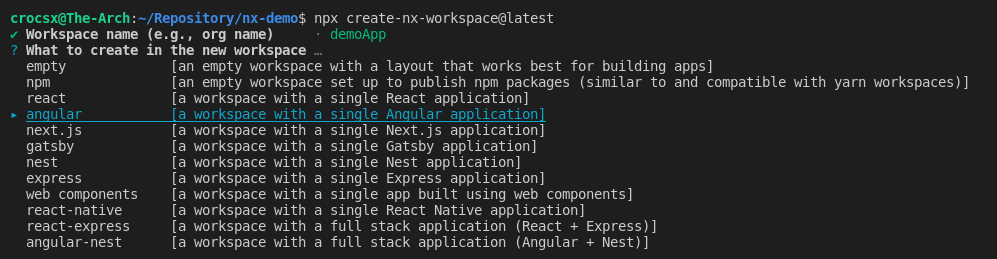 crocsx@The-Arch:~/Repository/nx-demo$ npx create-nx-workspace@latest
✔ Workspace name (e.g., org name) · demoApp
? What to create in the new workspace …
empty [an empty workspace with a layout that works best for building apps]
npm [an empty workspace set up to publish npm packages (similar to and compatible with yarn workspaces)]
react [a workspace with a single React application]
▸ angular [a workspace with a single Angular application]
next.js [a workspace with a single Next.js application]
gatsby [a workspace with a single Gatsby application]
nest [a workspace with a single Nest application]
express [a workspace with a single Express application]
web components [a workspace with a single app built using web components]
react-native [a workspace with a single React Native application]
react-express [a workspace with a full stack application (React + Express)]
angular-nest [a workspace with a full stack application (Angular + Nest)]